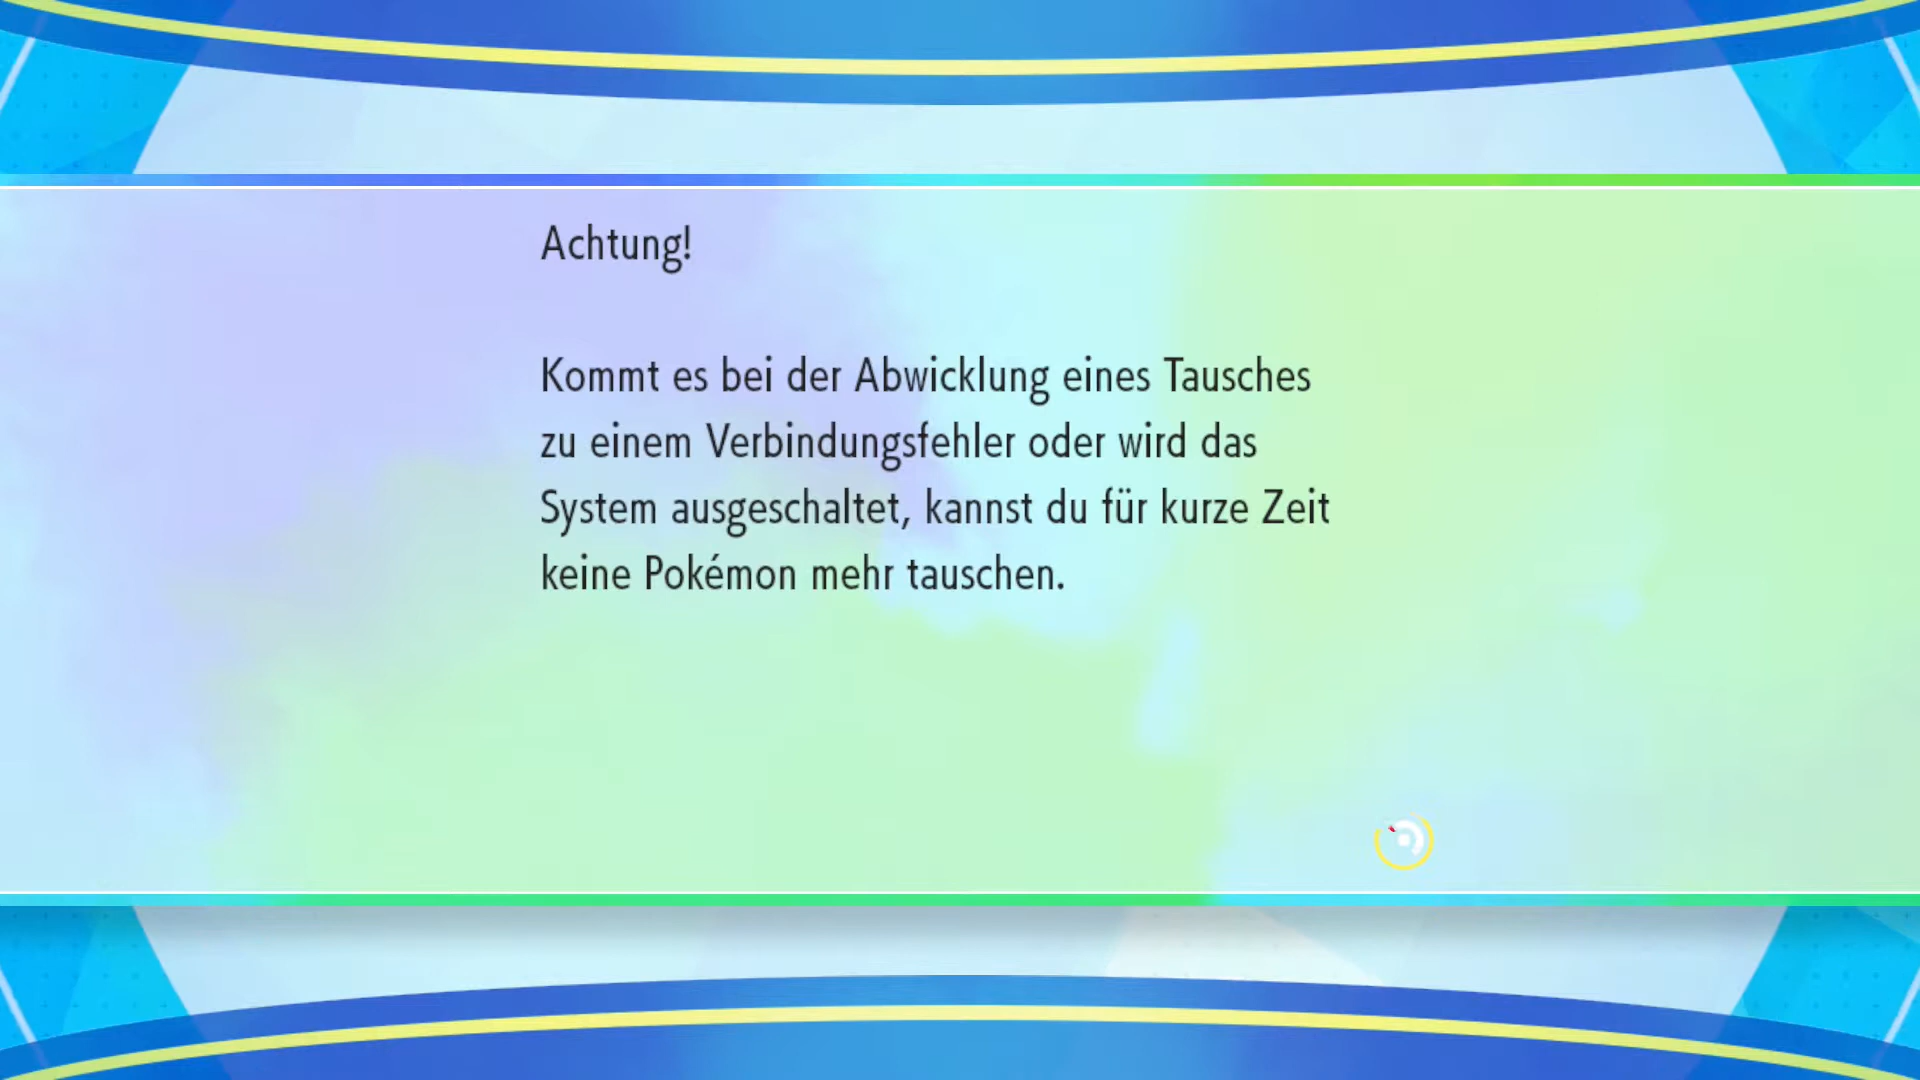 Achtung!
Kommt es bei der Abwicklung eines Tausches
zu einem Verbindungsfehler oder wird das
System ausgeschaltet, kannst du für kurze Zeit
keine Pokémon mehr tauschen.